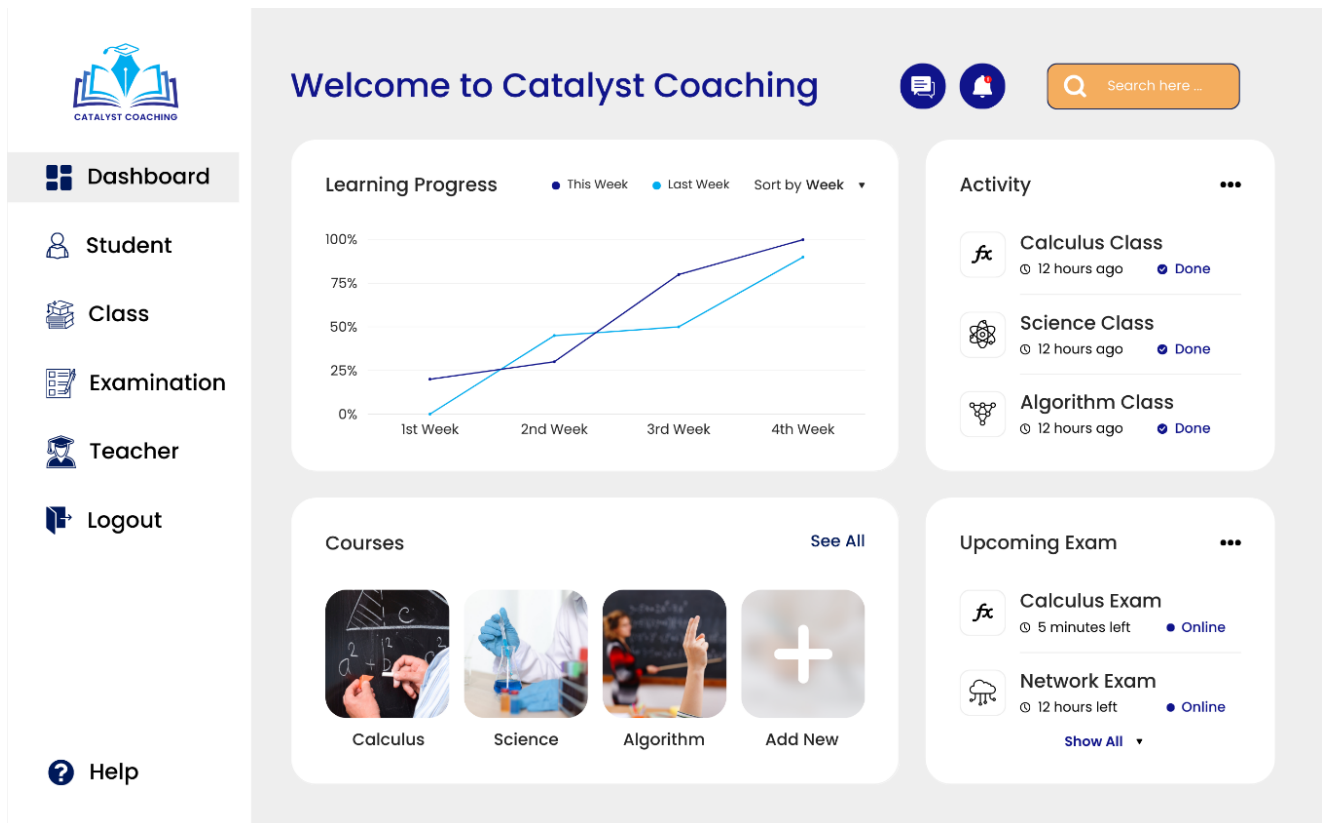 CATALYST COACHING
Dashboard
Student
Class
Examination
Teacher
Logout
Help
Welcome to Catalyst Coaching
Search here ...
Learning Progress
This Week
Last Week
Sort by Week
100%
75%
50%
25%
0%
1st Week
2nd Week
3rd Week
4th Week
Activity
fx
Calculus Class
12 hours ago
Done
Science Class
12 hours ago
Done
Algorithm Class
12 hours ago
Done
Courses
See All
C
a² + b² a²
Calculus
Science
Algorithm
Add New
Upcoming Exam
fx
Calculus Exam
5 minutes left
Online
Network Exam
12 hours left
Online
Show All